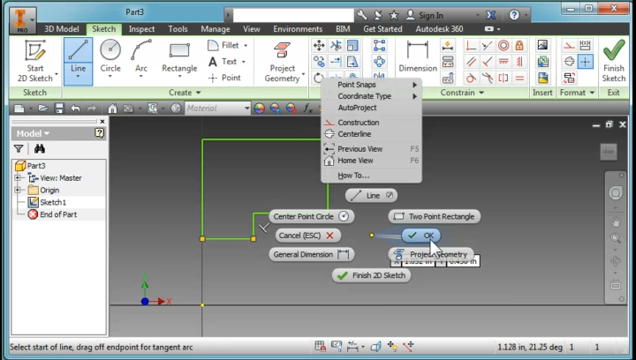 PRO
Part3
Sign In
Sketch
Inspect
Tools
Manage
View
Environments
BIM
Get Started
Autodesk 360
Start
2D Sketch
Line
Circle
Arc
Rectangle
Fillet
Text
Point
Project
Geometry
Dimension
Finish
Sketch
Sketch
Create
Constrain
Format
Exit
Material
Model
Part3
View: Master
Origin
Sketch1
End of Part
Point Snaps
Coordinate Type
AutoProject
Construction
Centerline
Previous View F5
Home View F6
How To...
Line
Center Point Circle
Two Point Rectangle
Cancel (ESC)
OK
General Dimension
Project Geometry
Finish 2D Sketch
Z
X
Select start of line, drag off endpoint for tangent arc
1.128 in, 21.25 deg
1
1